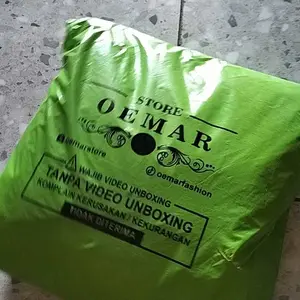 STORE
OEMAR
oemarstore
oemarfashion
WAJIB VIDEO UNBOXING
TANPA VIDEO UNBOXING
KOMPLAIN KERUSAKAN / KEKURANGAN
TIDAK DITERIMA